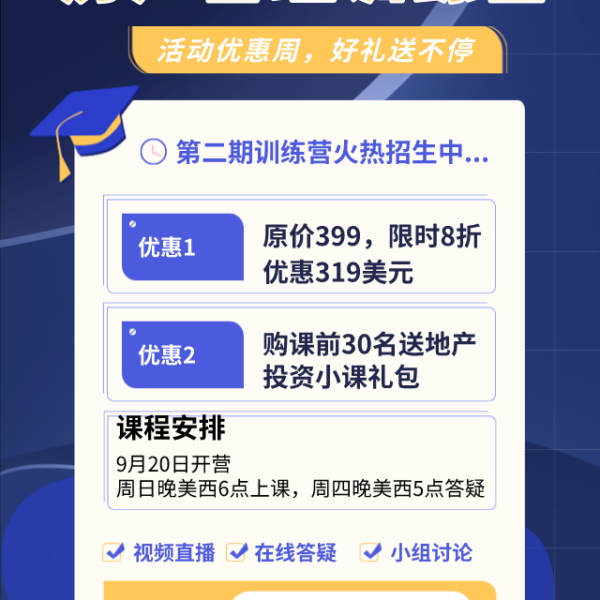 活动优惠周，好礼送不停
第二期训练营火热招生中...
优惠1
原价399，限时8折
优惠319美元
优惠2
购课前30名送地产
投资小课礼包
课程安排
9月20日开营
周日晚美西6点上课，周四晚美西5点答疑
视频直播 在线答疑 小组讨论